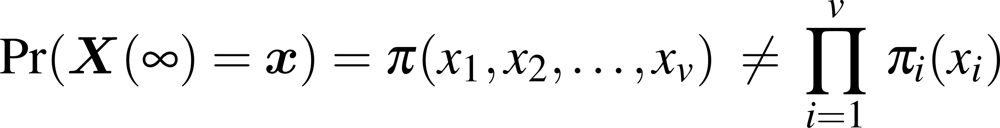 Pr(X(∞) = x) = π(x₁, x₂, . . . , xᵥ) ≠ ∏ᵢ₌₁ᵛ πᵢ(xᵢ)